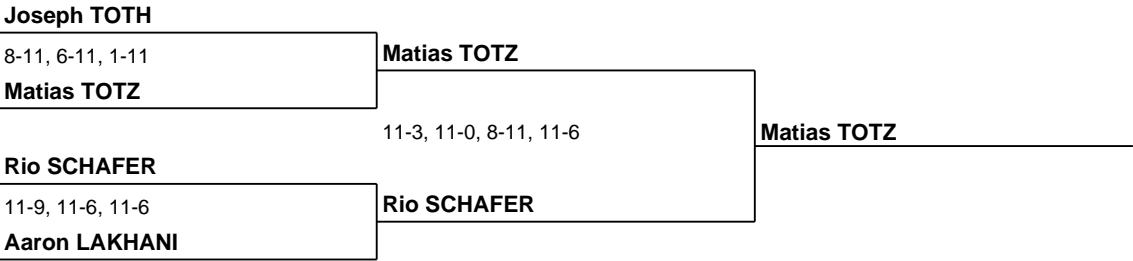 Joseph TOTH
8-11, 6-11, 1-11
Matias TOTZ
Matias TOTZ
11-3, 11-0, 8-11, 11-6
Matias TOTZ
Rio SCHAFER
11-9, 11-6, 11-6
Rio SCHAFER
Aaron LAKHANI